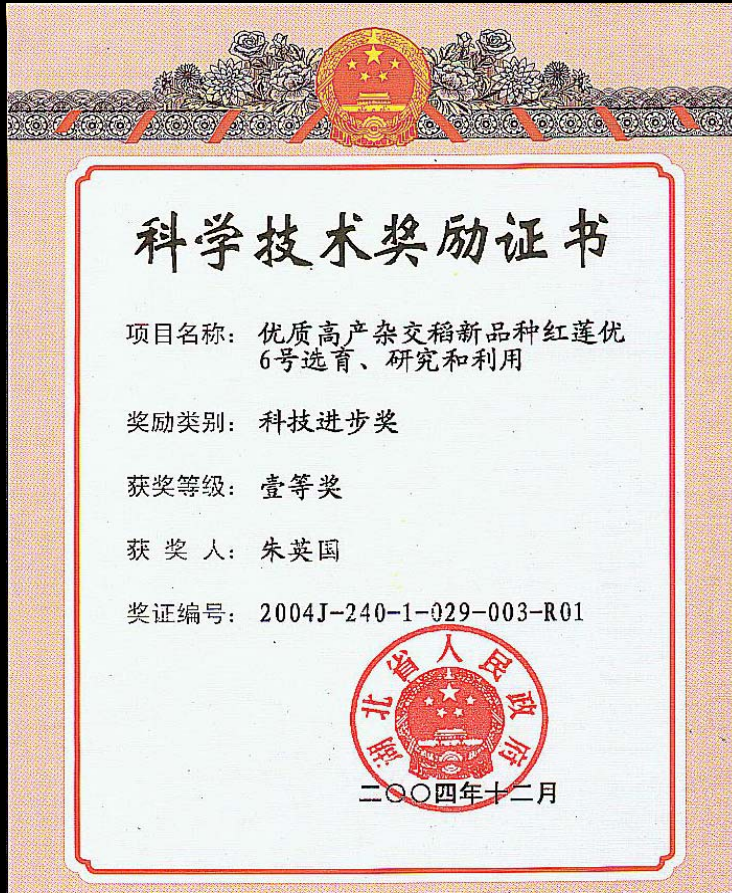 科学技术奖励证书
项目名称：优质高产杂交稻新品种红莲优
6号选育、研究和利用
奖励类别：科技进步奖
获奖等级：壹等奖
获奖人：朱英国
奖证编号：2004J-240-1-029-003-R01
湖北省人民政府
二〇〇四年十二月